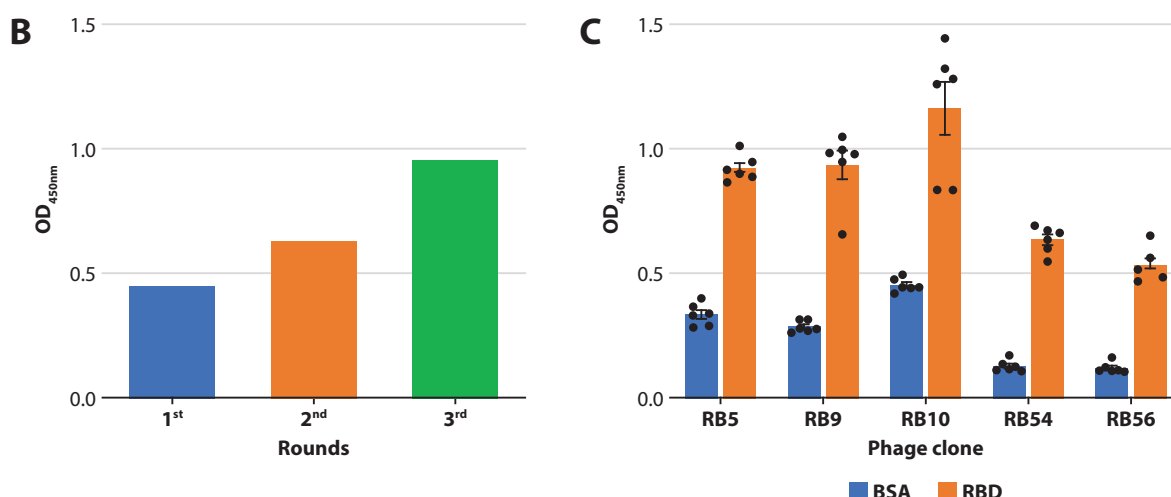 B
1.5
1.0
0.5
0.0
OD450nm
1st 2nd 3rd
Rounds
C
1.5
1.0
0.5
0.0
OD450nm
RB5 RB9 RB10 RB54 RB56
Phage clone
BSA RBD